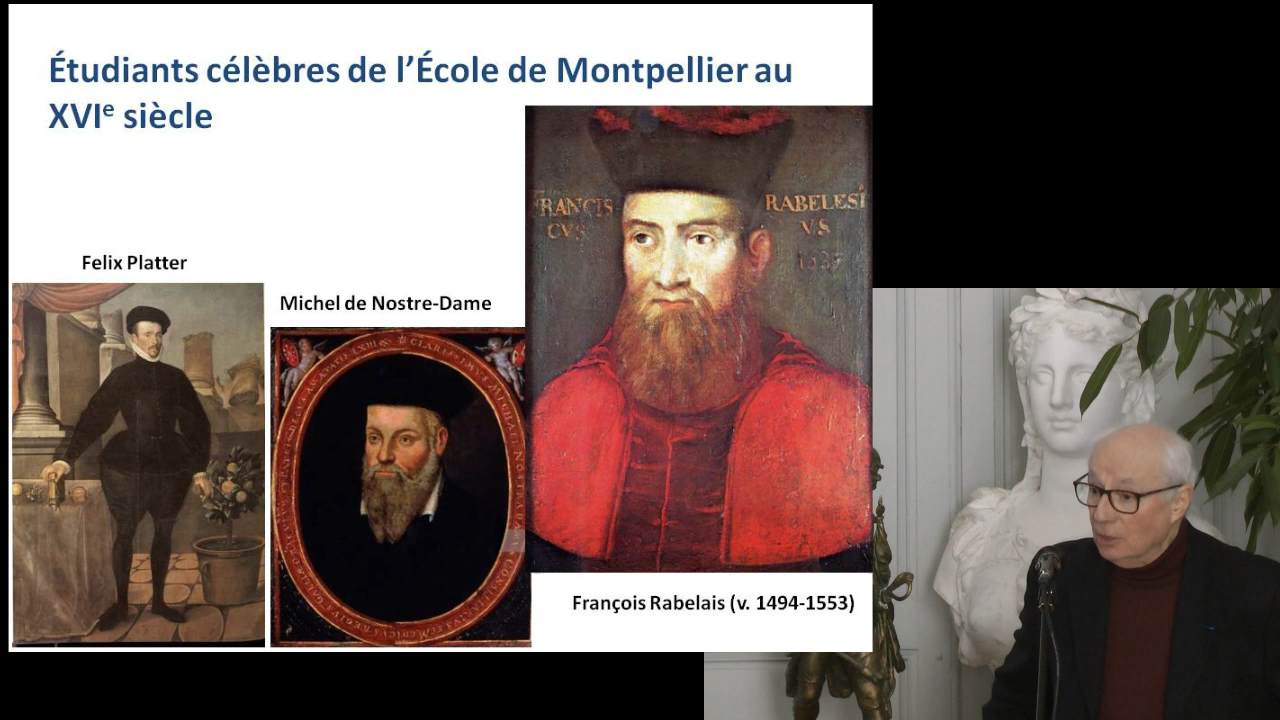 Étudiants célèbres de l’École de Montpellier au
XVIᵉ siècle
Felix Platter
Michel de Nostre-Dame
FRANCIS
CVS
RABELESI
VS
François Rabelais (v. 1494-1553)